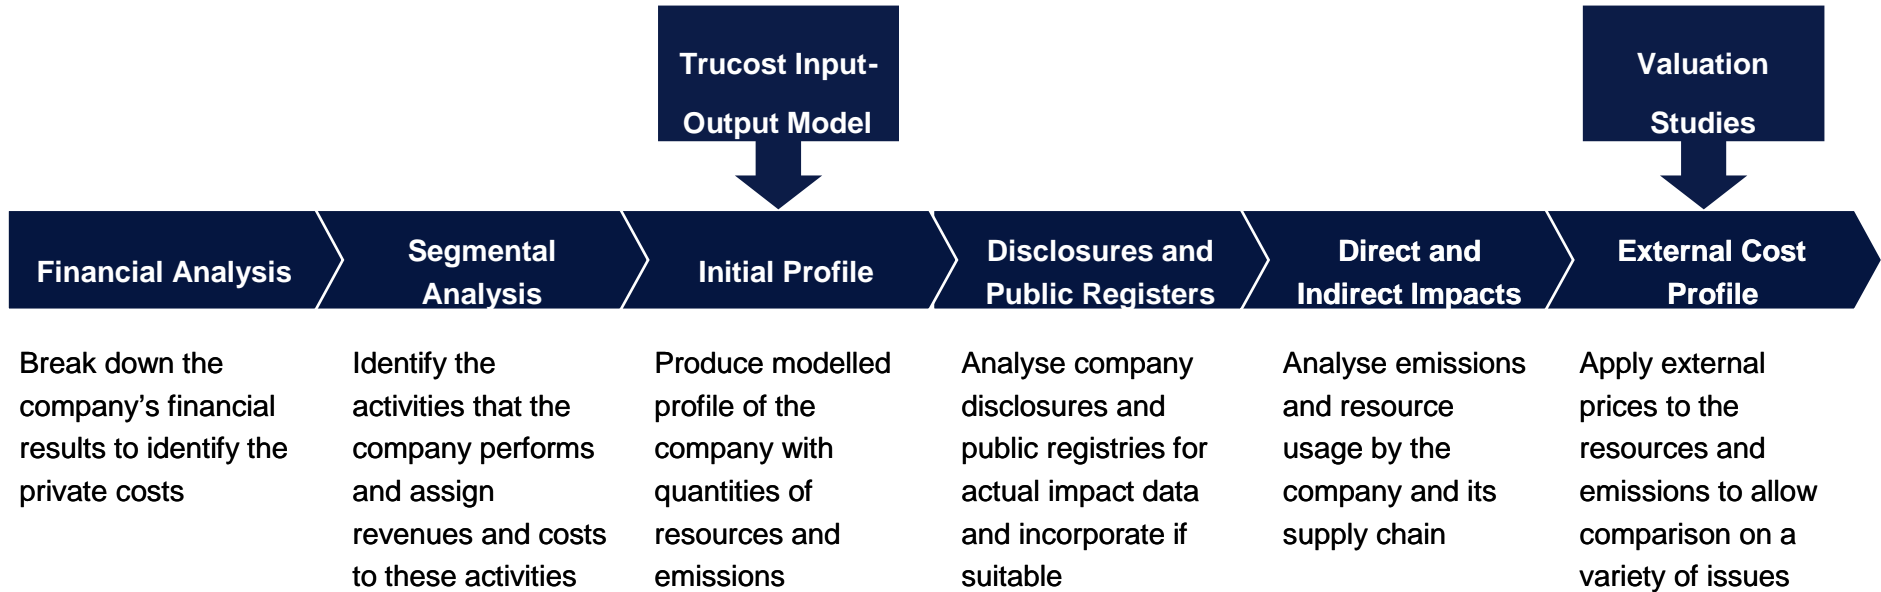 Trucost Input-
Output Model
Valuation
Studies
Financial Analysis
Segmental
Analysis
Initial Profile
Disclosures and
Public Registers
Direct and
Indirect Impacts
External Cost
Profile
Break down the
company’s financial
results to identify the
private costs
Identify the
activities that the
company performs
and assign
revenues and costs
to these activities
Produce modelled
profile of the
company with
quantities of
resources and
emissions
Analyse company
disclosures and
public registries for
actual impact data
and incorporate if
suitable
Analyse emissions
and resource
usage by the
company and its
supply chain
Apply external
prices to the
resources and
emissions to allow
comparison on a
variety of issues